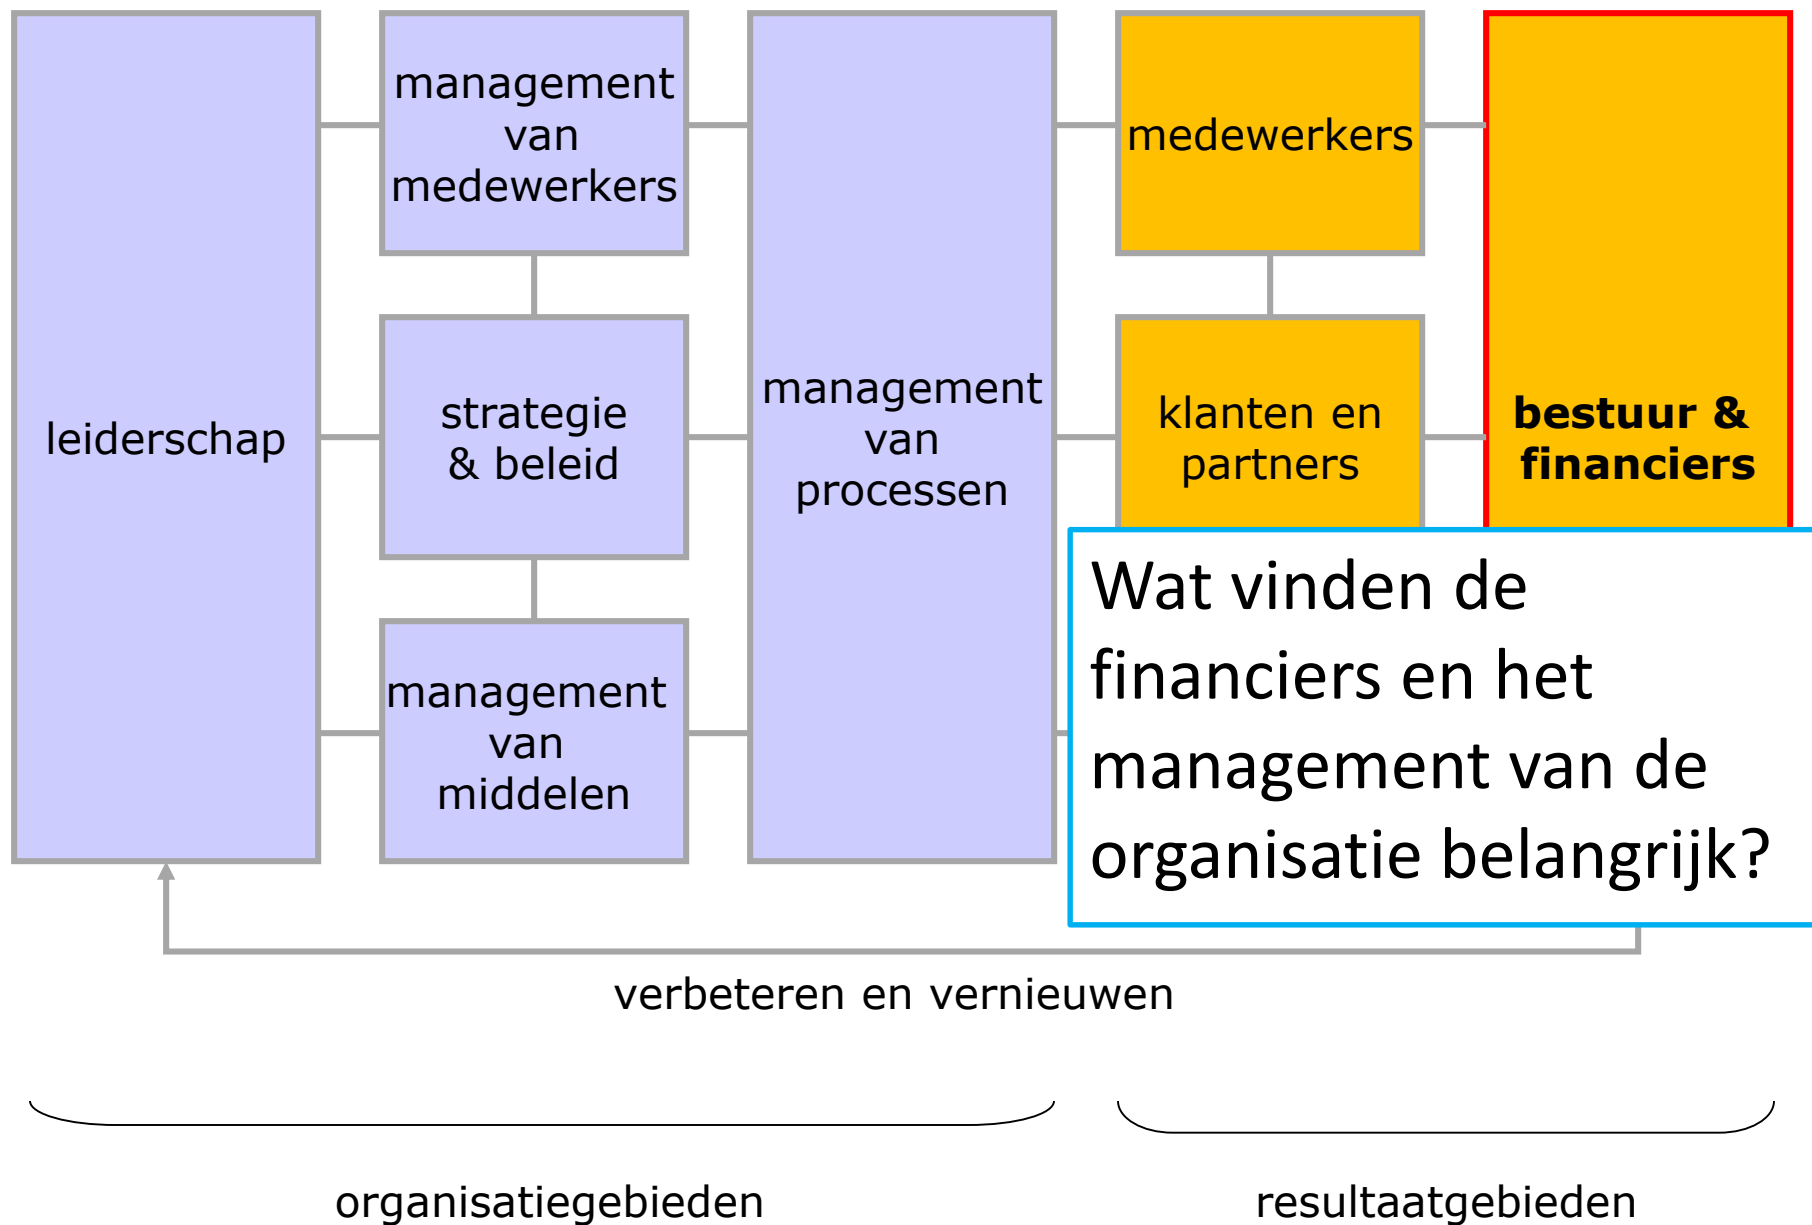 leiderschap
management
van
medewerkers
strategie
& beleid
management
van
middelen
management
van
processen
medewerkers
klanten en
partners
bestuur &
financiers
Wat vinden de
financiers en het
management van de
organisatie belangrijk?
verbeteren en vernieuwen
organisatiegebieden
resultaatgebieden